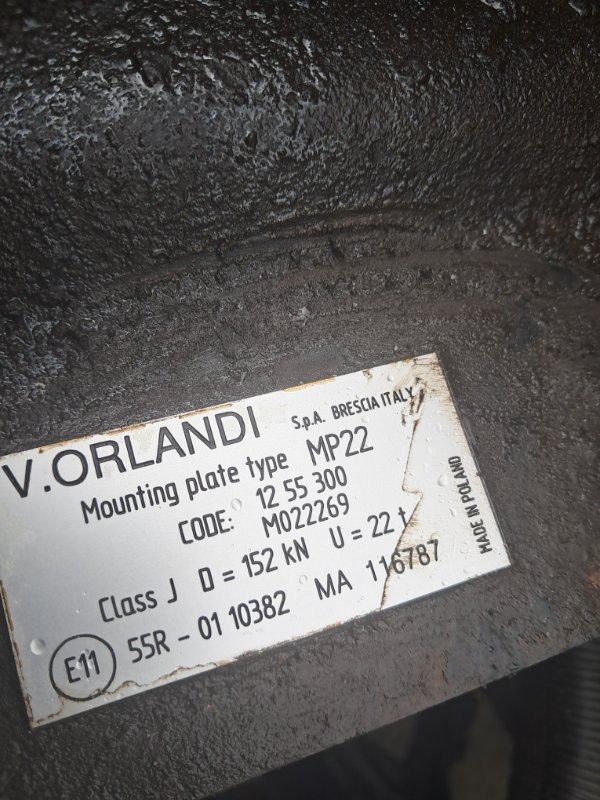 V.ORLANDI S.p.A. BRESCIA ITALY
Mounting plate type MP22
CODE: 12 55 300
M022269
Class J D = 152 kN U = 22 t
E11 55R - 01 10382 MA 116787
MADE IN POLAND